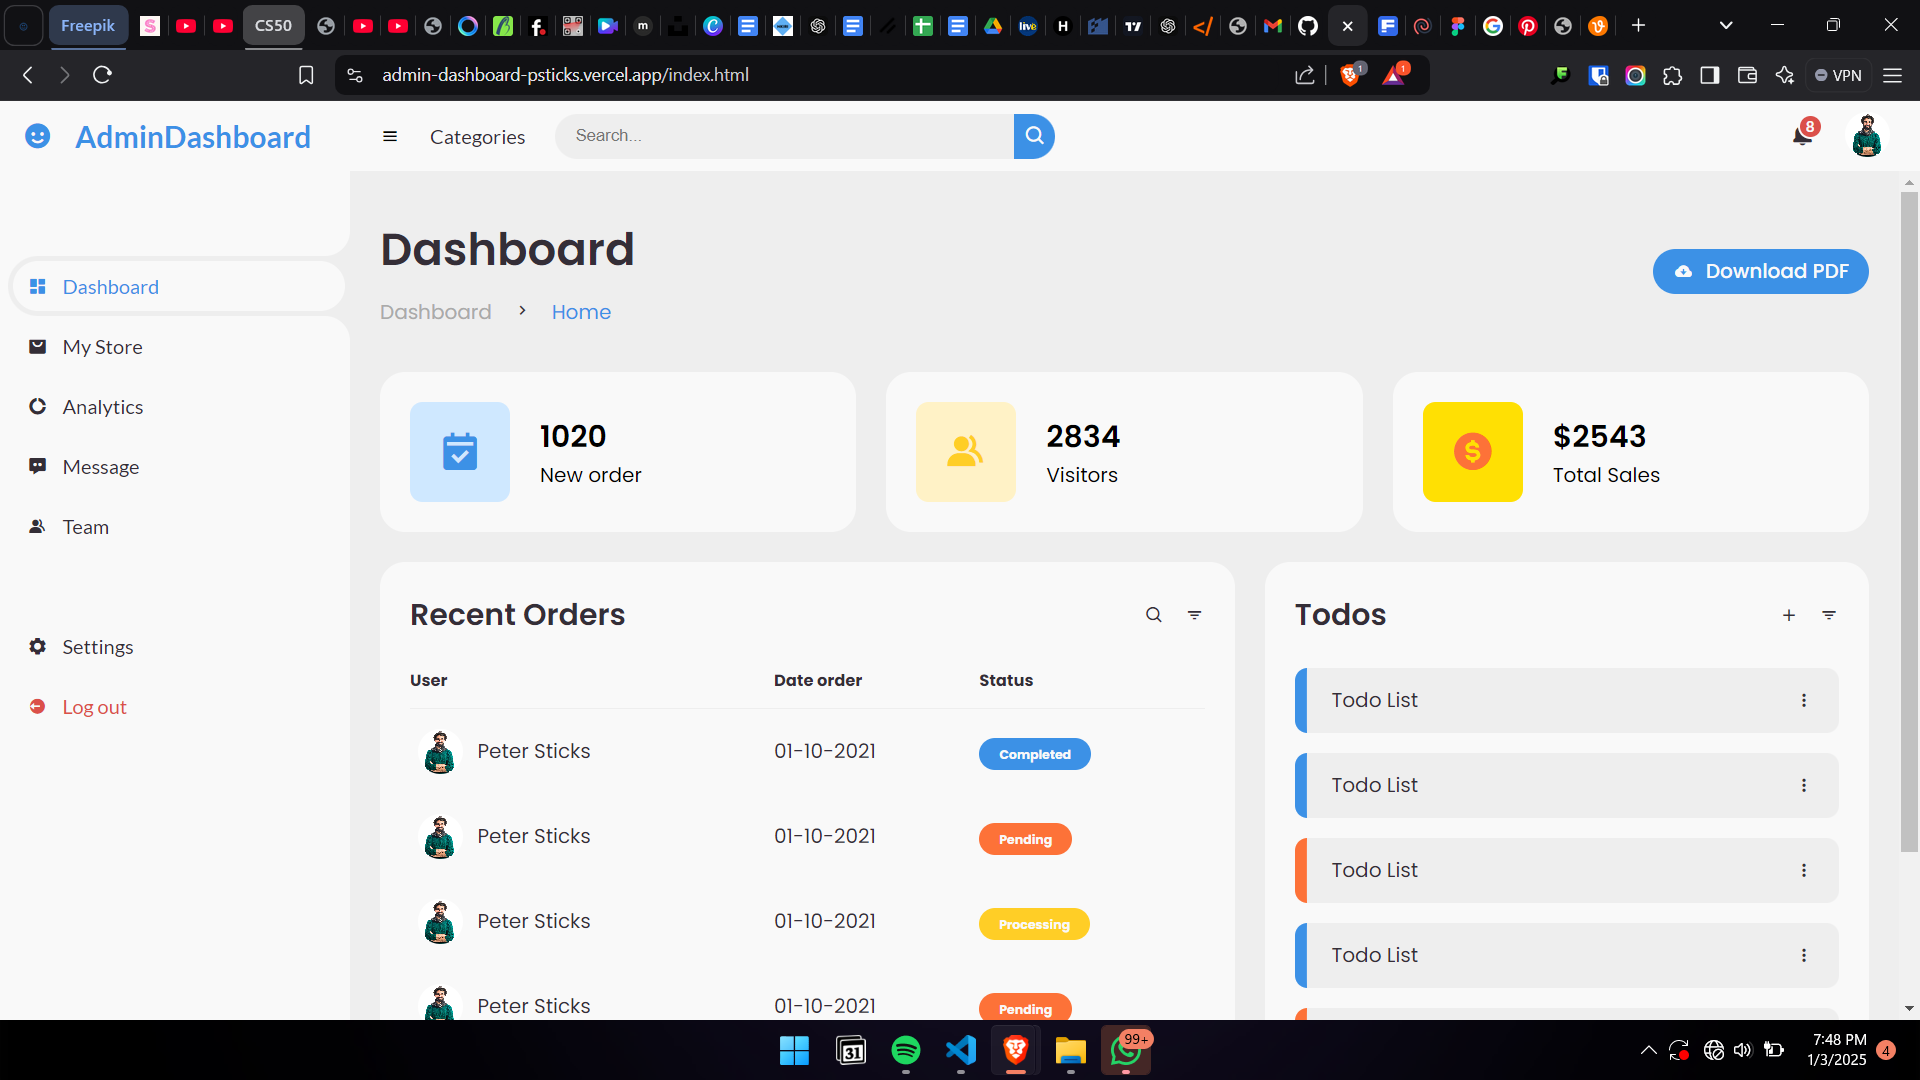 Freepik
CS50
admin-dashboard-psticks.vercel.app/index.html
1
1
VPN
AdminDashboard
Categories
Search...
8
Dashboard
My Store
Analytics
Message
Team
Settings
Log out
Dashboard
Dashboard
Home
Download PDF
1020
New order
2834
Visitors
$2543
Total Sales
Recent Orders
User
Date order
Status
Peter Sticks
01-10-2021
Completed
Peter Sticks
01-10-2021
Pending
Peter Sticks
01-10-2021
Processing
Peter Sticks
01-10-2021
Pending
Todos
Todo List
Todo List
Todo List
Todo List
31
99+
7:48 PM
1/3/2025
4